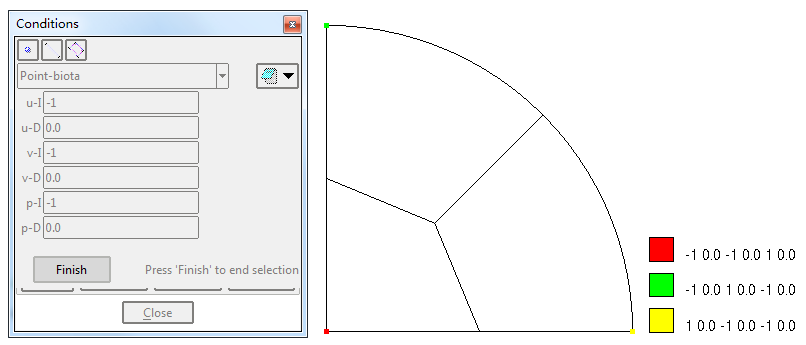 Conditions
Point-biota
u-I -1
u-D 0.0
v-I -1
v-D 0.0
p-I -1
p-D 0.0
Finish Press 'Finish' to end selection
Close
-1 0.0 -1 0.0 1 0.0
-1 0.0 1 0.0 -1 0.0
1 0.0 -1 0.0 -1 0.0